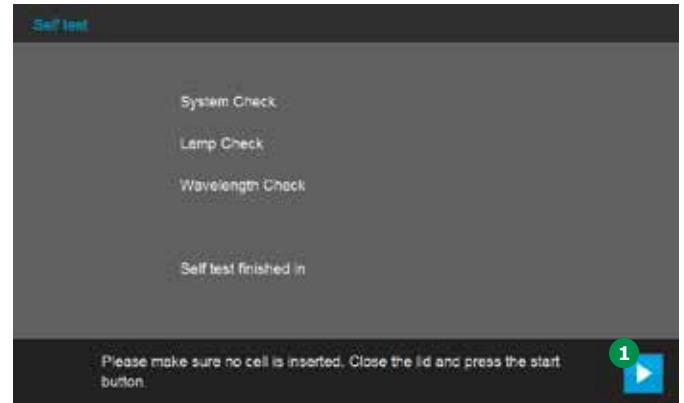 Self test
System Check
Lamp Check
Wavelength Check
Self test finished in
Please make sure no cell is inserted. Close the lid and press the start
button.
1